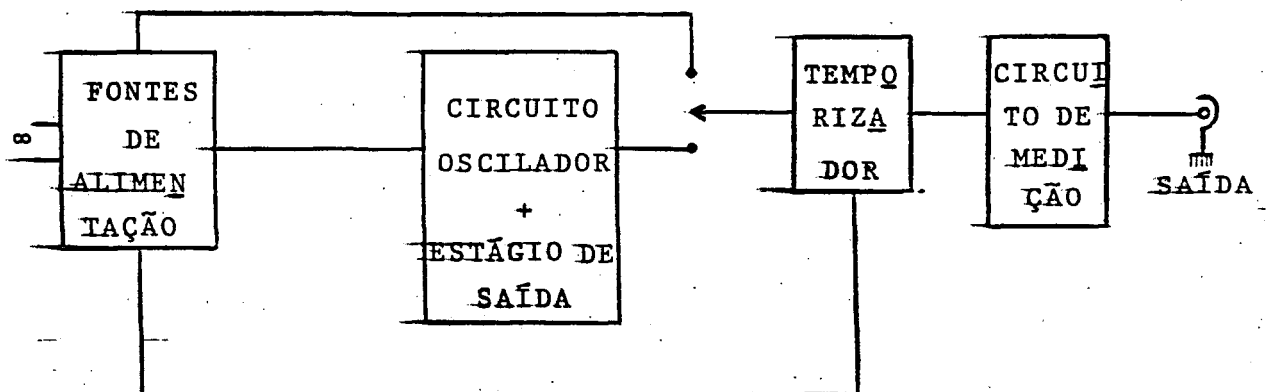 FONTES
DE
ALIMEN
TAÇÃO
CIRCUITO
OSCILADOR
+
ESTÁGIO DE
SAÍDA
TEMPO
RIZA
DOR
CIRCUI
TO DE
MEDI
ÇÃO
SAÍDA